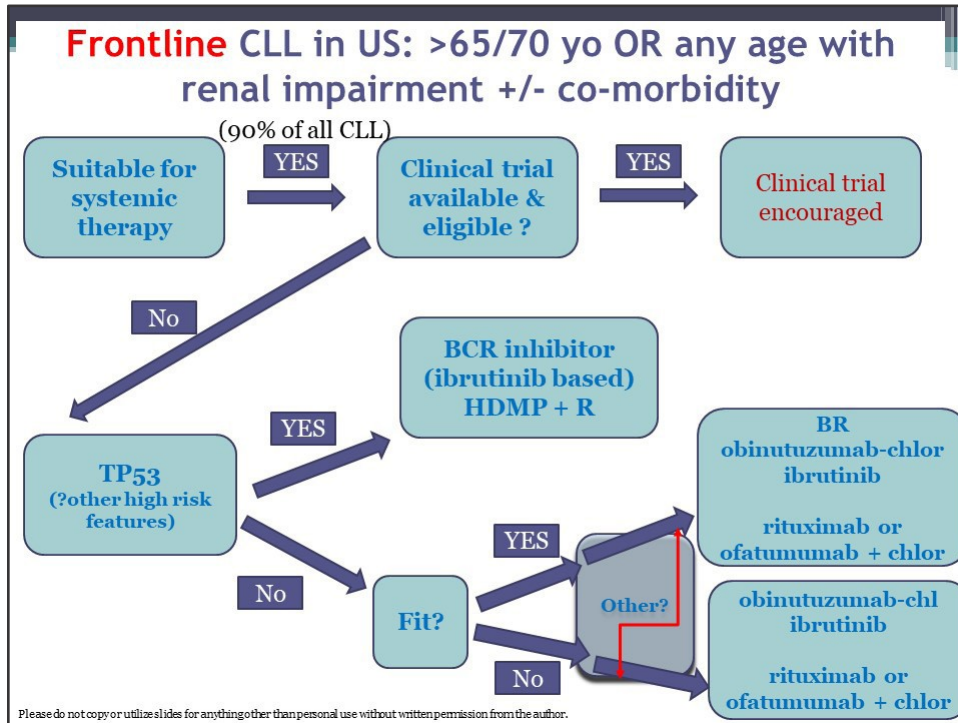 Frontline CLL in US: >65/70 yo OR any age with
renal impairment +/- co-morbidity
(90% of all CLL)
Suitable for
systemic
therapy
YES
Clinical trial
available &
eligible ?
YES
Clinical trial
encouraged
No
BCR inhibitor
(ibrutinib based)
HDMP + R
YES
TP53
(?other high risk
features)
BR
obinutuzumab-chlor
ibrutinib
rituximab or
ofatumumab + chlor
YES
No
Fit?
Other?
No
obinutuzumab-chl
ibrutinib
rituximab or
ofatumumab + chlor
Please do not copy or utilize slides for anything other than personal use without written permission from the author.